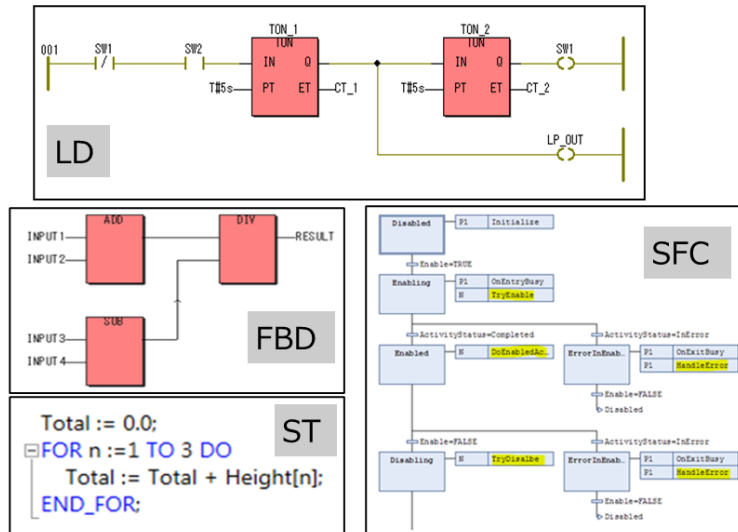 TON_1
TON_2
001
SW1
SW2
TON
TON
SW1
IN
Q
IN
Q
T#5s
PT
ET
CT_1
T#5s
PT
ET
CT_2
LP_OUT
LD
ADD
DIV
INPUT1
RESULT
INPUT2
SUB
INPUT3
INPUT4
FBD
Total := 0.0;
FOR n :=1 TO 3 DO
Total := Total + Height[n];
END_FOR;
ST
SFC
Disabled
P1 Initialize
Enable=TRUE
Enabling
P1 OnEntryBusy
N TryEnable
ActivityStatus=Completed
ActivityStatus=InError
Enabled
N DoEnabledAc..
ErrorInEnab..
P1 OnExitBusy
P1 HandleError
Enable=FALSE
Disabled
Enable=FALSE
ActivityStatus=InError
Disabling
N TryDisalbe
ErrorInEnab..
P1 OnExitBusy
P1 HandleError
Enable=FALSE
Disabled